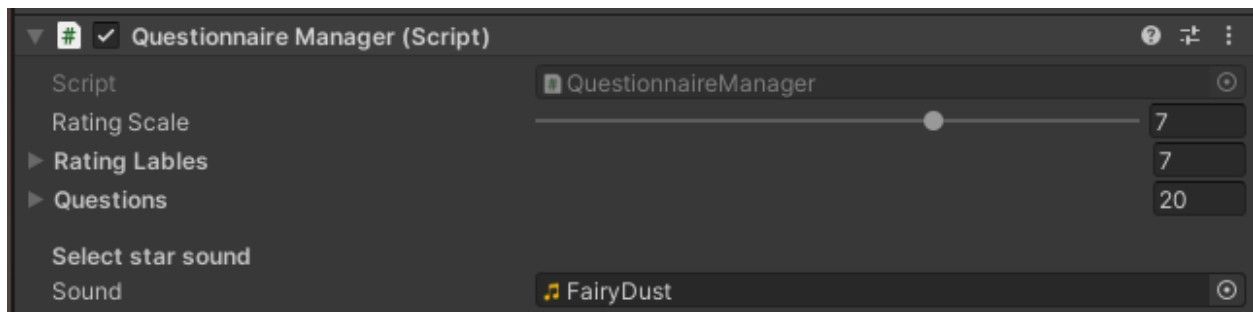 # Questionnaire Manager (Script)
Script # QuestionnaireManager
Rating Scale 7
Rating Lables 7
Questions 20
Select star sound
Sound FairyDust